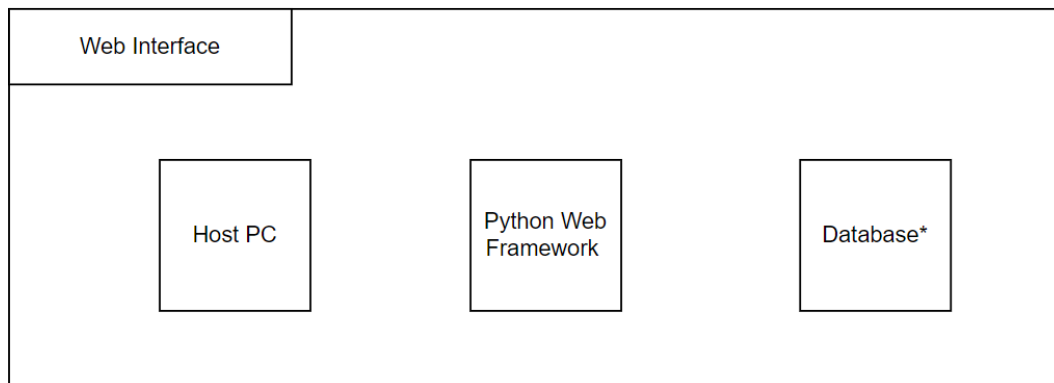 Web Interface
Host PC
Python Web
Framework
Database*